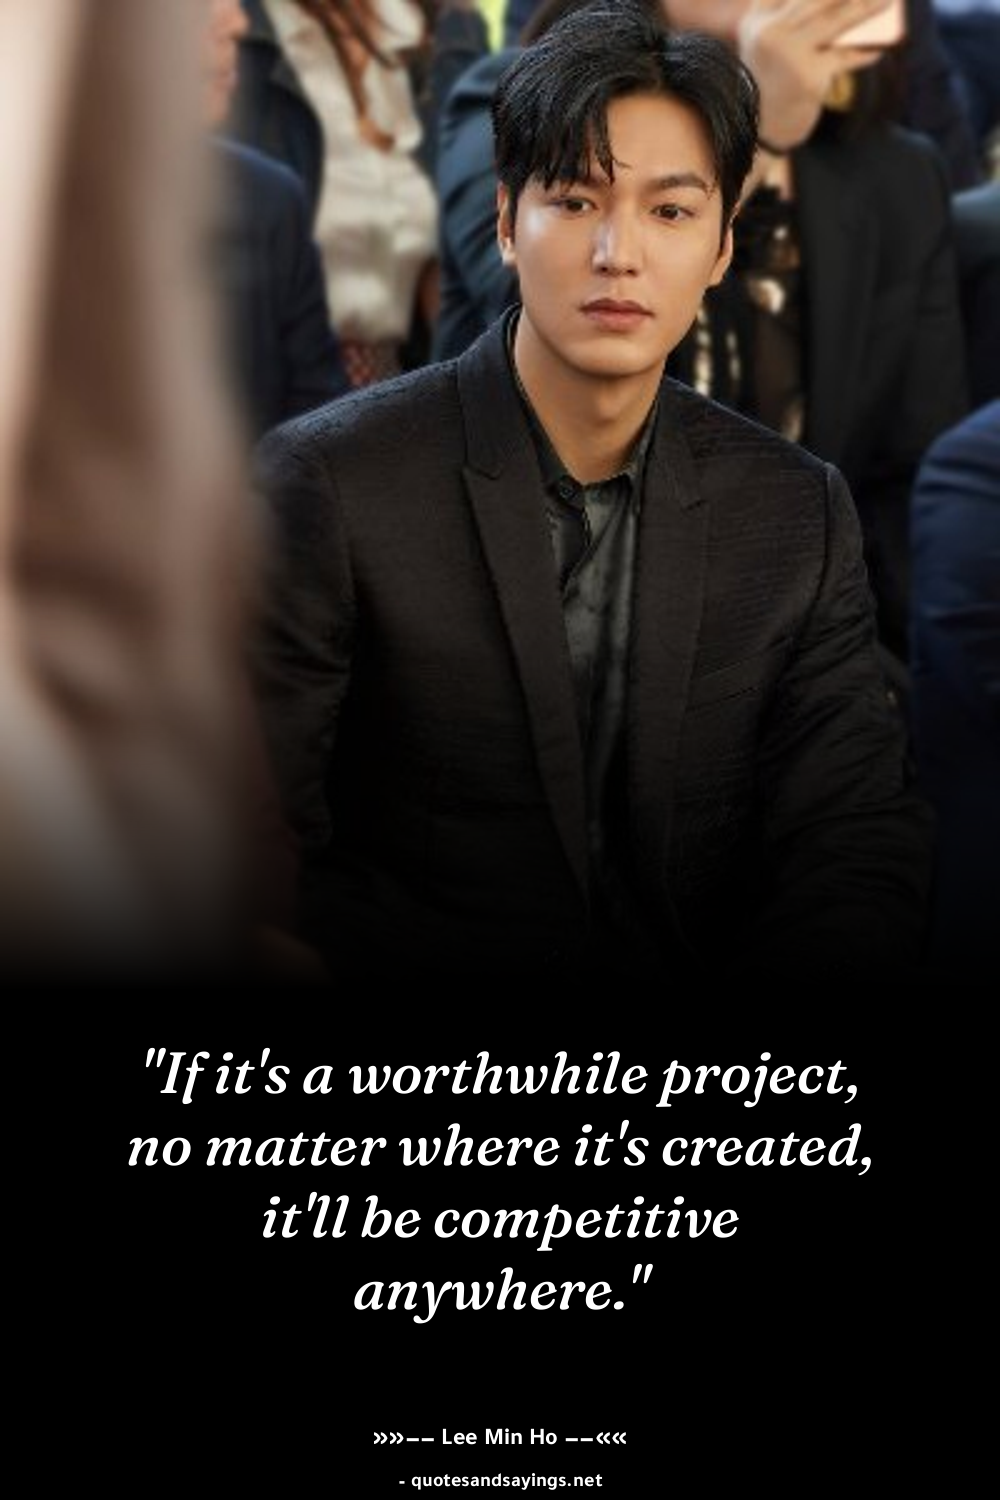 "If it's a worthwhile project,
no matter where it's created,
it'll be competitive
anywhere."
»»–– Lee Min Ho ––««
- quotesandsayings.net